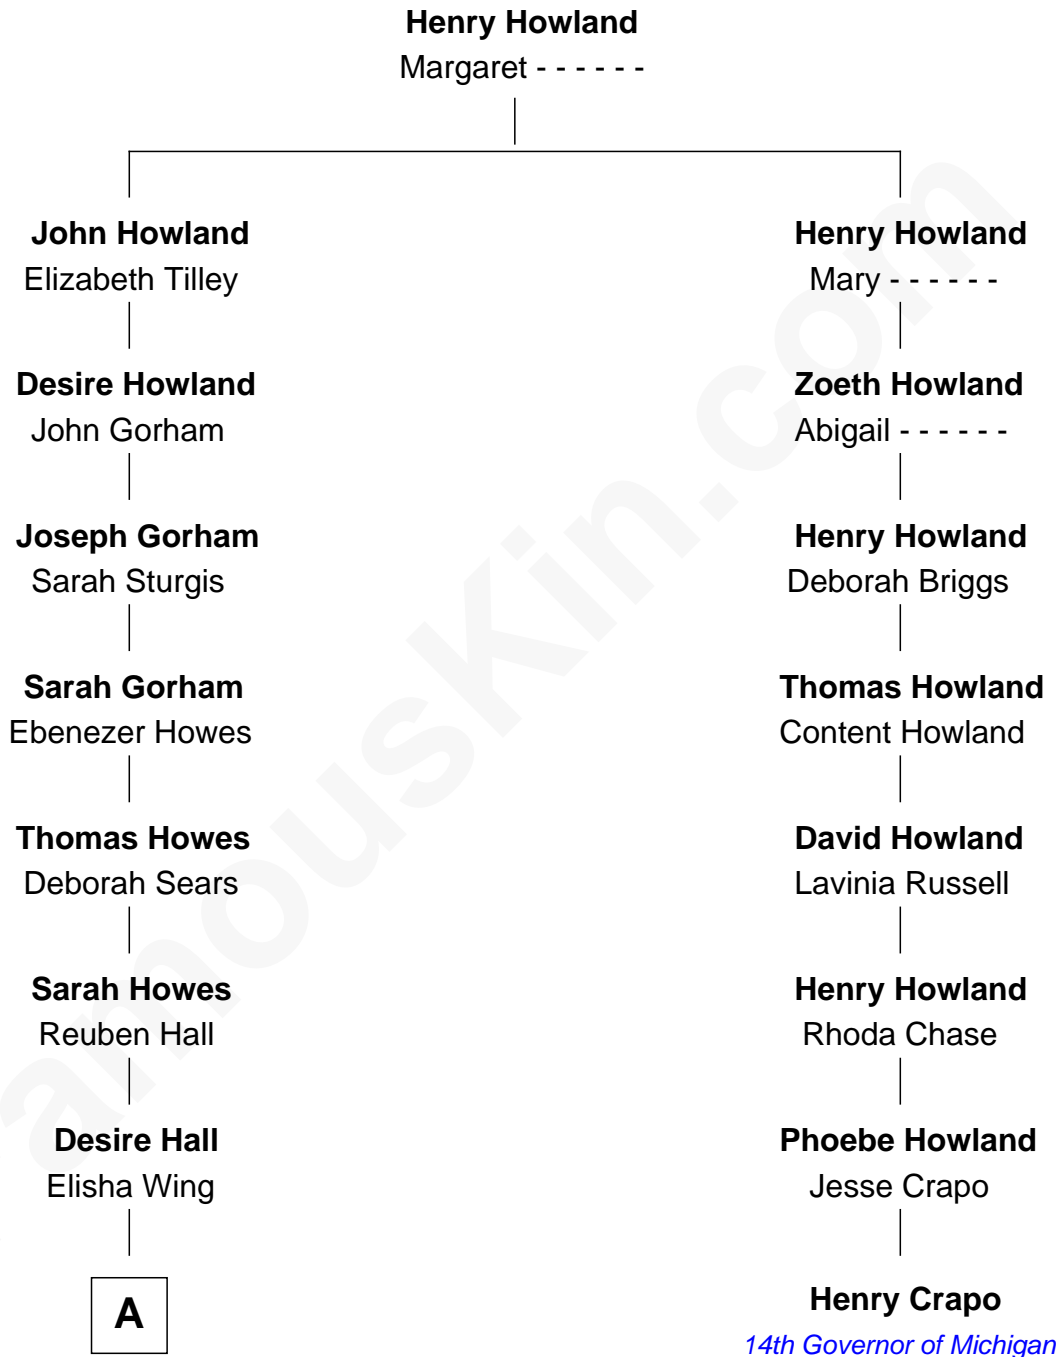 Henry Howland
Margaret - - - - - -
John Howland
Elizabeth Tilley
Henry Howland
Mary - - - - - -
Desire Howland
John Gorham
Zoeth Howland
Abigail - - - - - -
Joseph Gorham
Sarah Sturgis
Henry Howland
Deborah Briggs
Sarah Gorham
Ebenezer Howes
Thomas Howland
Content Howland
Thomas Howes
Deborah Sears
David Howland
Lavinia Russell
Sarah Howes
Reuben Hall
Henry Howland
Rhoda Chase
Desire Hall
Elisha Wing
Phoebe Howland
Jesse Crapo
A
Henry Crapo
14th Governor of Michigan
amousKin.com